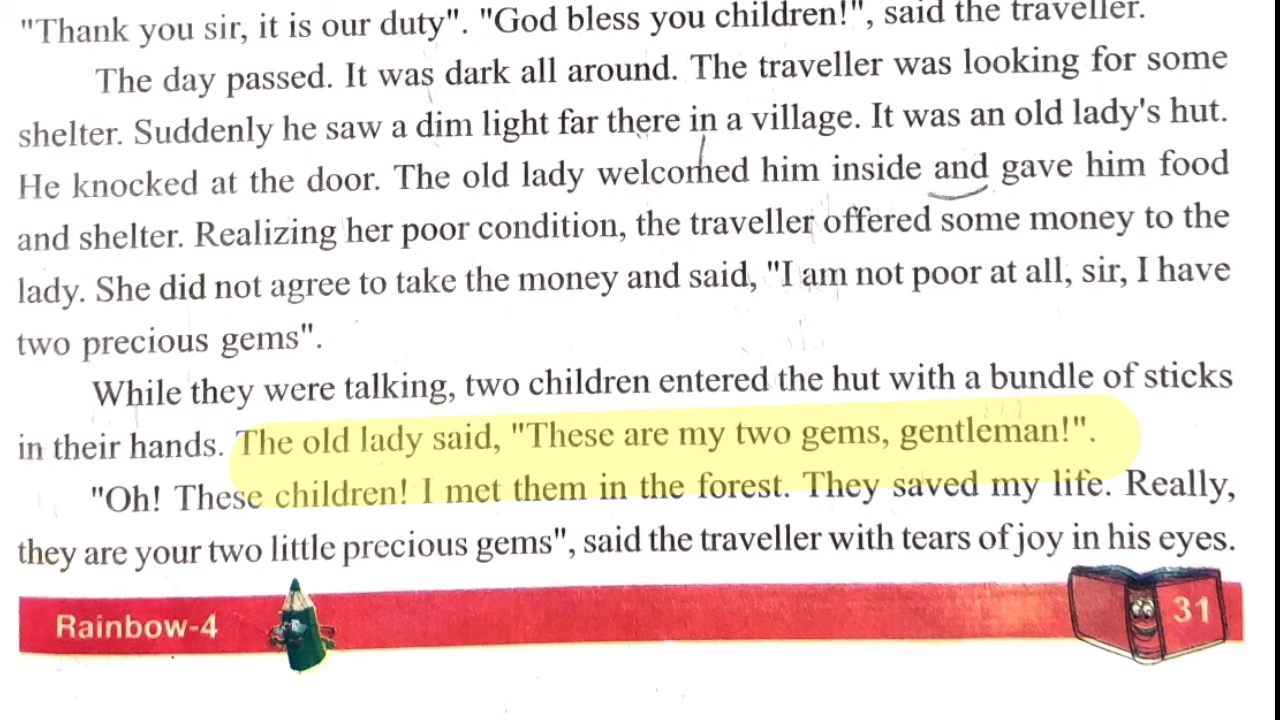 "Thank you sir, it is our duty". "God bless you children!", said the traveller.
The day passed. It was dark all around. The traveller was looking for some
shelter. Suddenly he saw a dim light far there in a village. It was an old lady's hut.
He knocked at the door. The old lady welcomed him inside and gave him food
and shelter. Realizing her poor condition, the traveller offered some money to the
lady. She did not agree to take the money and said, "I am not poor at all, sir, I have
two precious gems".
While they were talking, two children entered the hut with a bundle of sticks
in their hands. The old lady said, "These are my two gems, gentleman!".
"Oh! These children! I met them in the forest. They saved my life. Really,
they are your two little precious gems", said the traveller with tears of joy in his eyes.
Rainbow-4
31